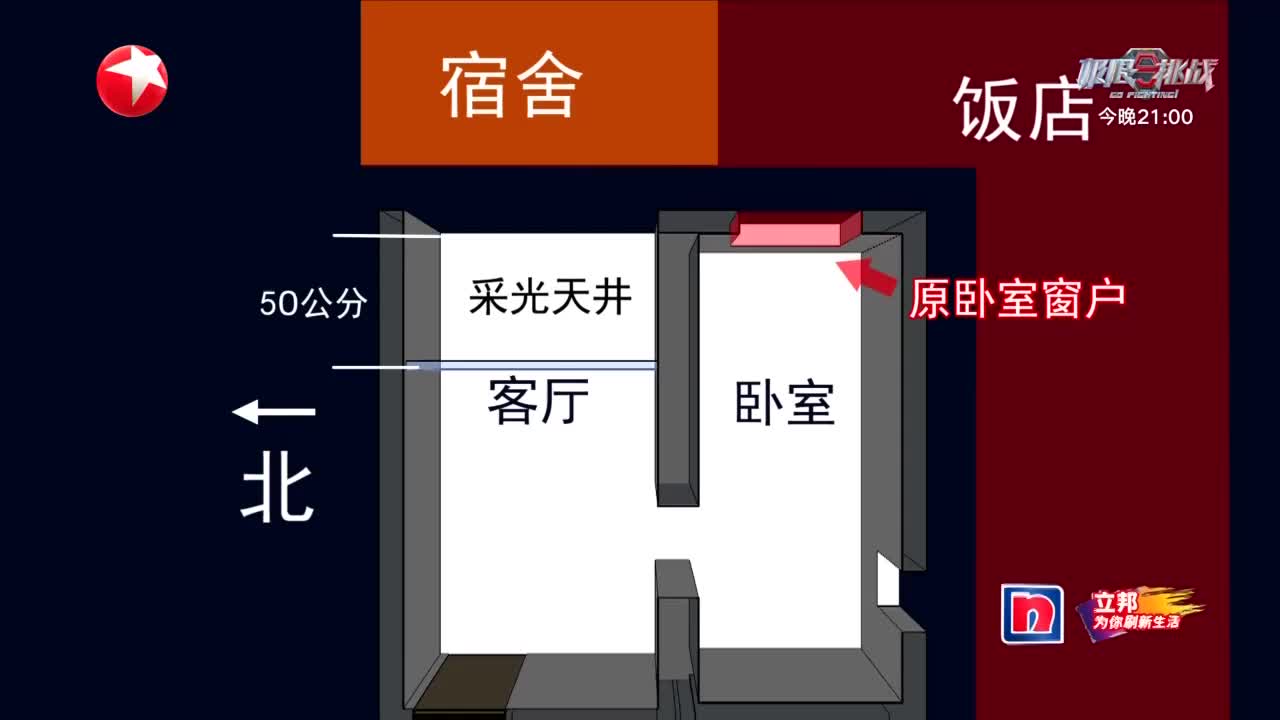 宿舍
极限挑战
GO FIGHTING!
饭店
今晚21:00
50公分
采光天井
原卧室窗户
客厅
卧室
北
n
立邦
为你刷新生活